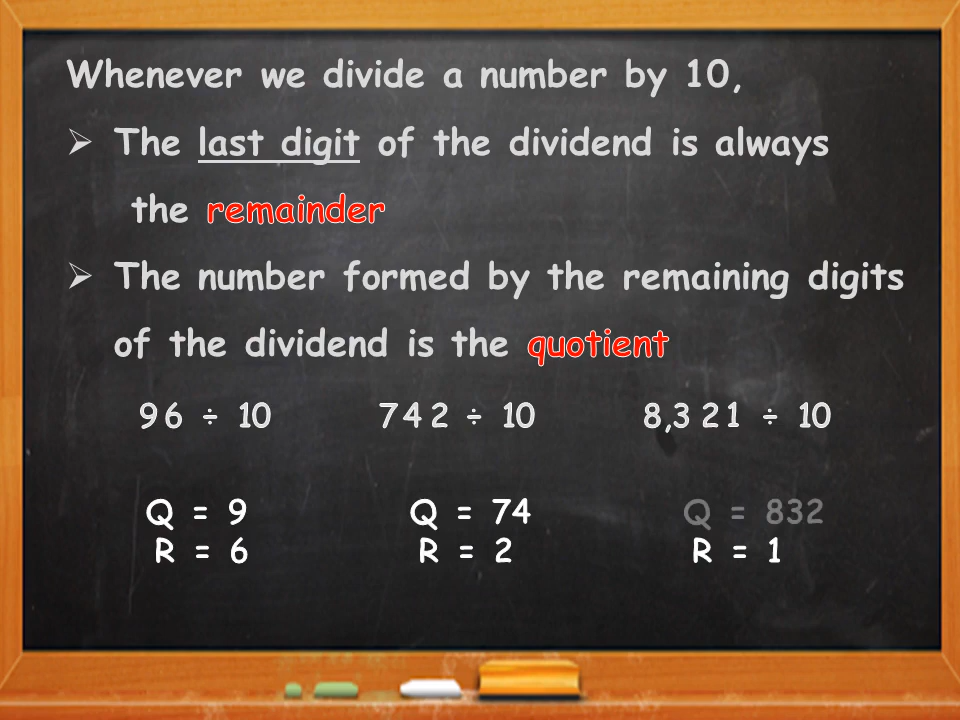 Whenever we divide a number by 10,
➢ The last digit of the dividend is always
the remainder
➢ The number formed by the remaining digits
of the dividend is the quotient
96 ÷ 10 742 ÷ 10 8,321 ÷ 10
Q = 9 Q = 74 Q = 832
R = 6 R = 2 R = 1